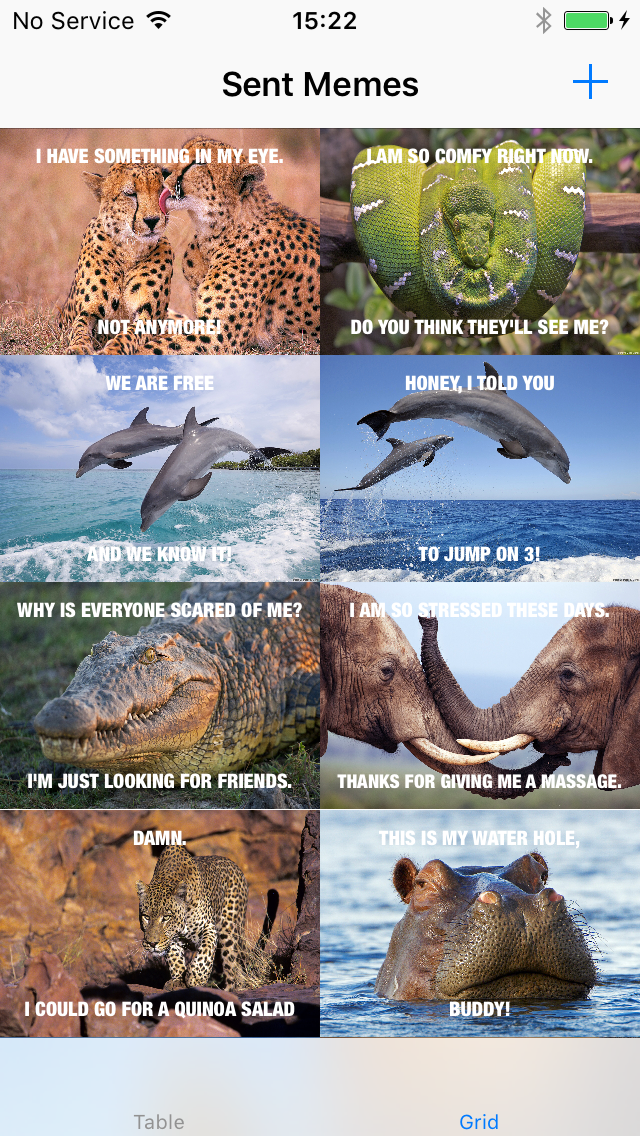 No Service 15:22
Sent Memes
I HAVE SOMETHING IN MY EYE.
NOT ANYMORE!
I AM SO COMFY RIGHT NOW.
DO YOU THINK THEY'LL SEE ME?
WE ARE FREE
AND WE KNOW IT!
HONEY, I TOLD YOU
TO JUMP ON 3!
WHY IS EVERYONE SCARED OF ME?
I'M JUST LOOKING FOR FRIENDS.
I AM SO STRESSED THESE DAYS.
THANKS FOR GIVING ME A MASSAGE.
DAMN.
I COULD GO FOR A QUINOA SALAD
THIS IS MY WATER HOLE,
BUDDY!
Table Grid